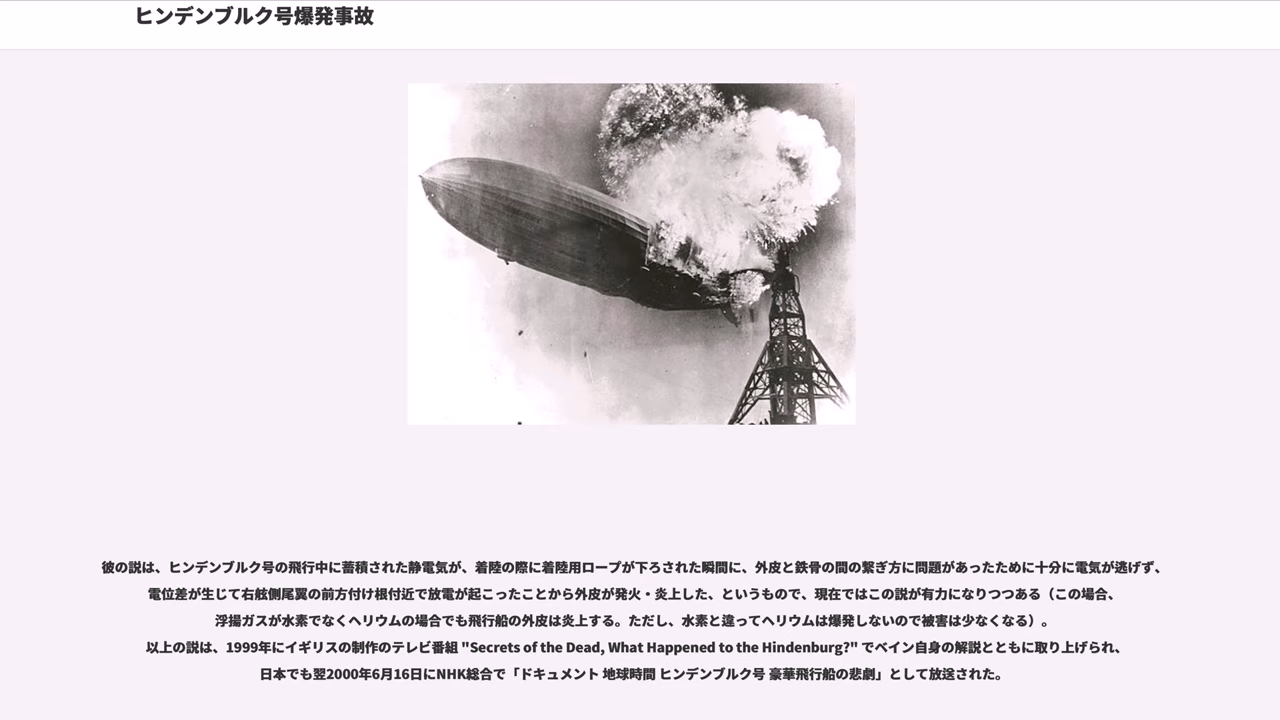 ヒンデンブルク号爆発事故
彼の説は、ヒンデンブルク号の飛行中に蓄積された静電気が、着陸の際に着陸用ロープが下ろされた瞬間に、外皮と鉄骨の間の繋ぎ方に問題があったために十分に電気が逃げず、
電位差が生じて右舷側尾翼の前方付け根付近で放電が起こったことから外皮が発火・炎上した、というもので、現在ではこの説が有力になりつつある（この場合、
浮揚ガスが水素でなくヘリウムの場合でも飛行船の外皮は炎上する。ただし、水素と違ってヘリウムは爆発しないので被害は少なくなる）。
以上の説は、1999年にイギリスの制作のテレビ番組 "Secrets of the Dead, What Happened to the Hindenburg?" でベイン自身の解説とともに取り上げられ、
日本でも翌2000年6月16日にNHK総合で「ドキュメント 地球時間 ヒンデンブルク号 豪華飛行船の悲劇」として放送された。